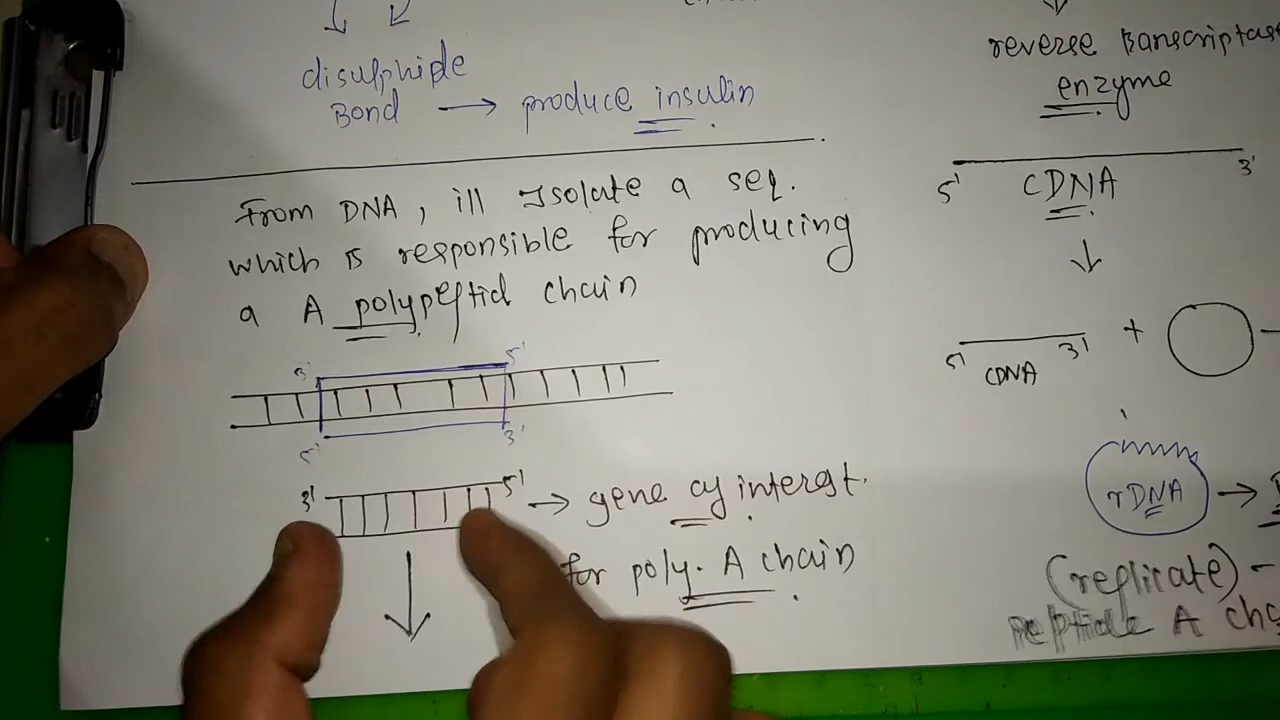 disulphide
Bond → produce insulin.
From DNA, ill Isolate a seq.
which is responsible for producing
a A polypeptid chain
3' 5'
5' 3'
3' 5' → gene of interest.
for poly. A chain
reverse transcriptase
enzyme
5' 3'
CDNA
5' 3' +
CDNA
rDNA →
(replicate) -
peptide A cha